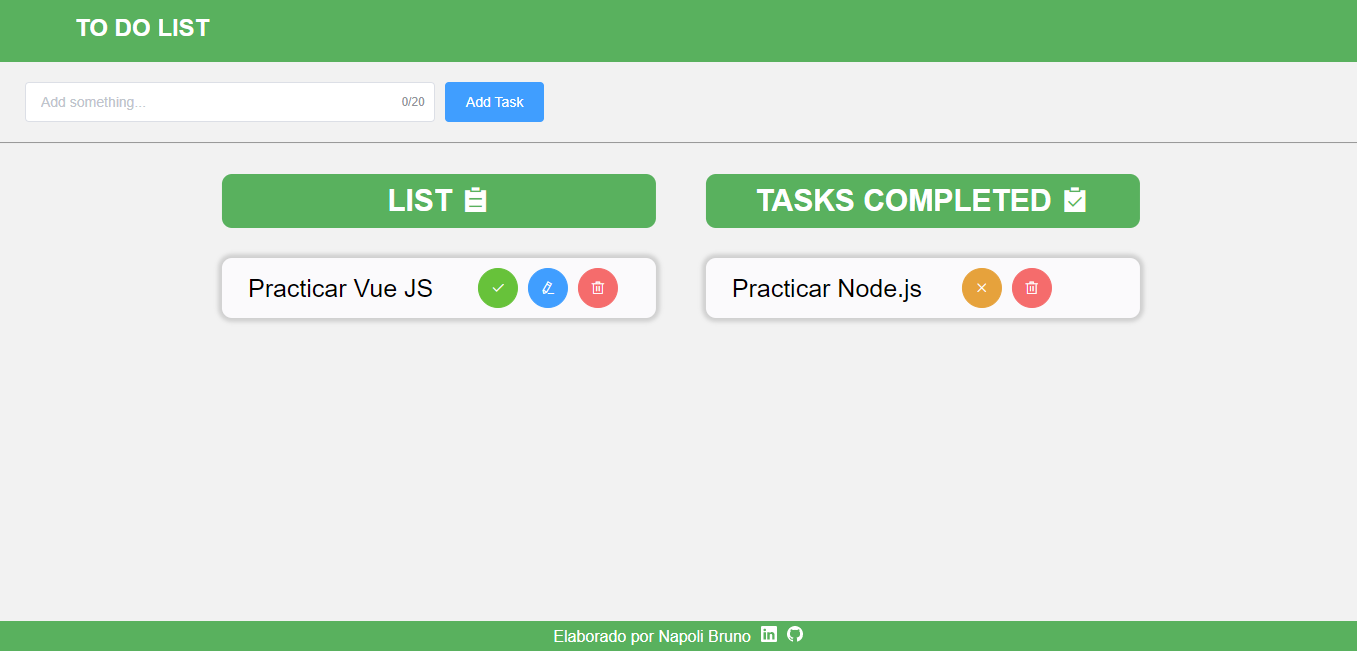 TO DO LIST
Add something... 0/20 Add Task
LIST
TASKS COMPLETED
Practicar Vue JS
Practicar Node.js
Elaborado por Napoli Bruno in